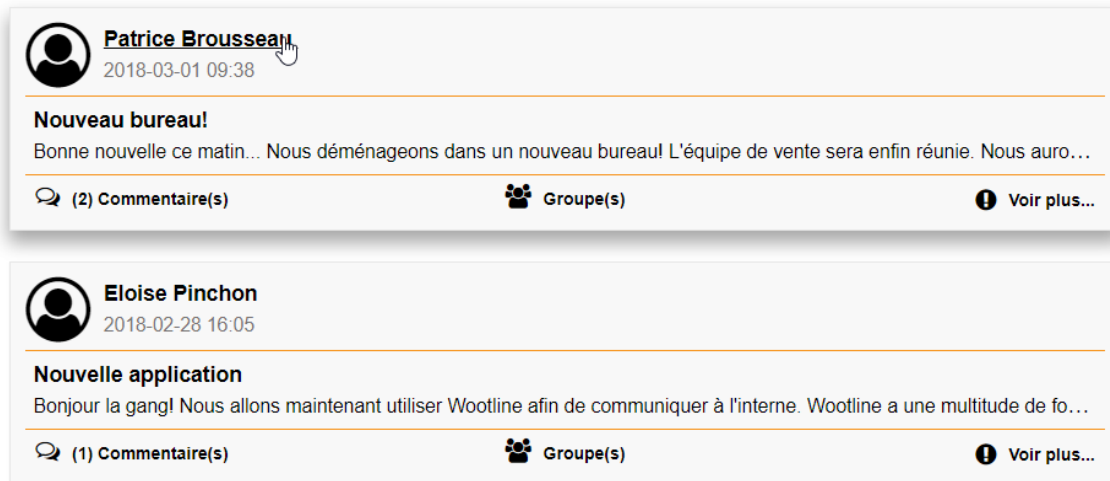 Patrice Brousseau
2018-03-01 09:38
Nouveau bureau!
Bonne nouvelle ce matin... Nous déménageons dans un nouveau bureau! L'équipe de vente sera enfin réunie. Nous auro...
(2) Commentaire(s) Groupe(s) Voir plus...
Eloise Pinchon
2018-02-28 16:05
Nouvelle application
Bonjour la gang! Nous allons maintenant utiliser Wootline afin de communiquer à l'interne. Wootline a une multitude de fo...
(1) Commentaire(s) Groupe(s) Voir plus...